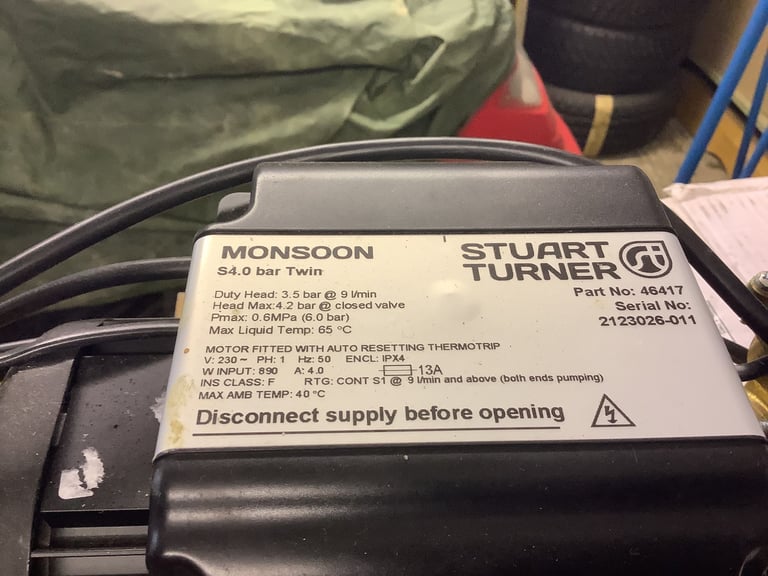 MONSOON
S4.0 bar Twin
STUART
TURNER
Part No: 46417
Serial No:
2123026-011
Duty Head: 3.5 bar @ 9 l/min
Head Max:4.2 bar @ closed valve
Pmax: 0.6MPa (6.0 bar)
Max Liquid Temp: 65 °C
MOTOR FITTED WITH AUTO RESETTING THERMOTRIP
V: 230 ~ PH: 1 Hz: 50 ENCL: IPX4
W INPUT: 890 A: 4.0 13A
INS CLASS: F RTG: CONT S1 @ 9 l/min and above (both ends pumping)
MAX AMB TEMP: 40 °C
Disconnect supply before opening